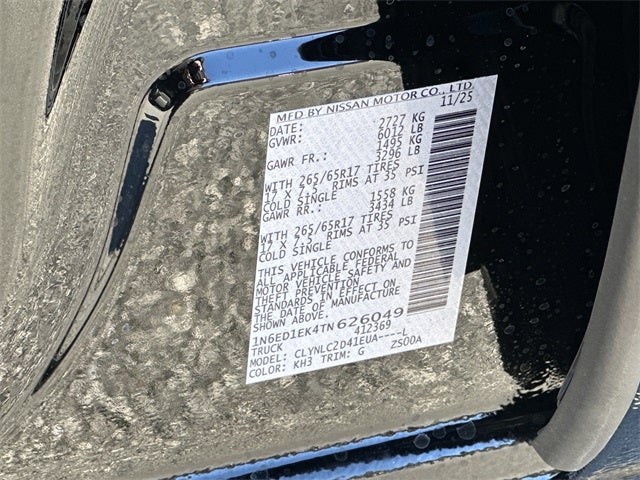 MFD BY NISSAN MOTOR CO., LTD.
DATE: 11/25
GVWR: 2727 KG
6012 LB
GAWR FR.: 1495 KG
3296 LB
WITH 265/65R17 TIRES
17 X 7.5 RIMS AT 35 PSI
COLD SINGLE
GAWR RR.: 1558 KG
3434 LB
WITH 265/65R17 TIRES
17 X 7.5 RIMS AT 35 PSI
COLD SINGLE
THIS VEHICLE CONFORMS TO
ALL APPLICABLE FEDERAL
MOTOR VEHICLE SAFETY AND
THEFT PREVENTION
STANDARDS IN EFFECT ON
THE DATE OF MANUFACTURE
SHOWN ABOVE.
1N6ED1EK4TN626049
TRUCK 412369
MODEL: CLYNLC2D41EUA----L
COLOR: KH3 TRIM: G ZS00A